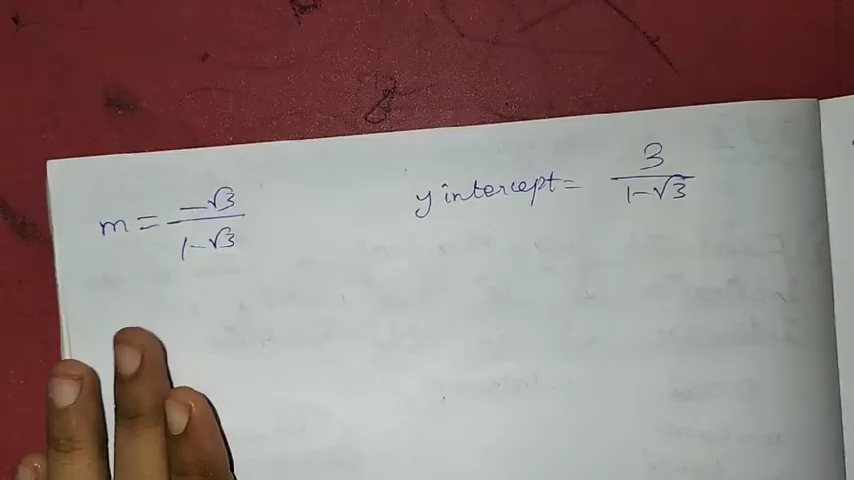 m = -√3 / 1-√3
y intercept = 3 / 1-√3